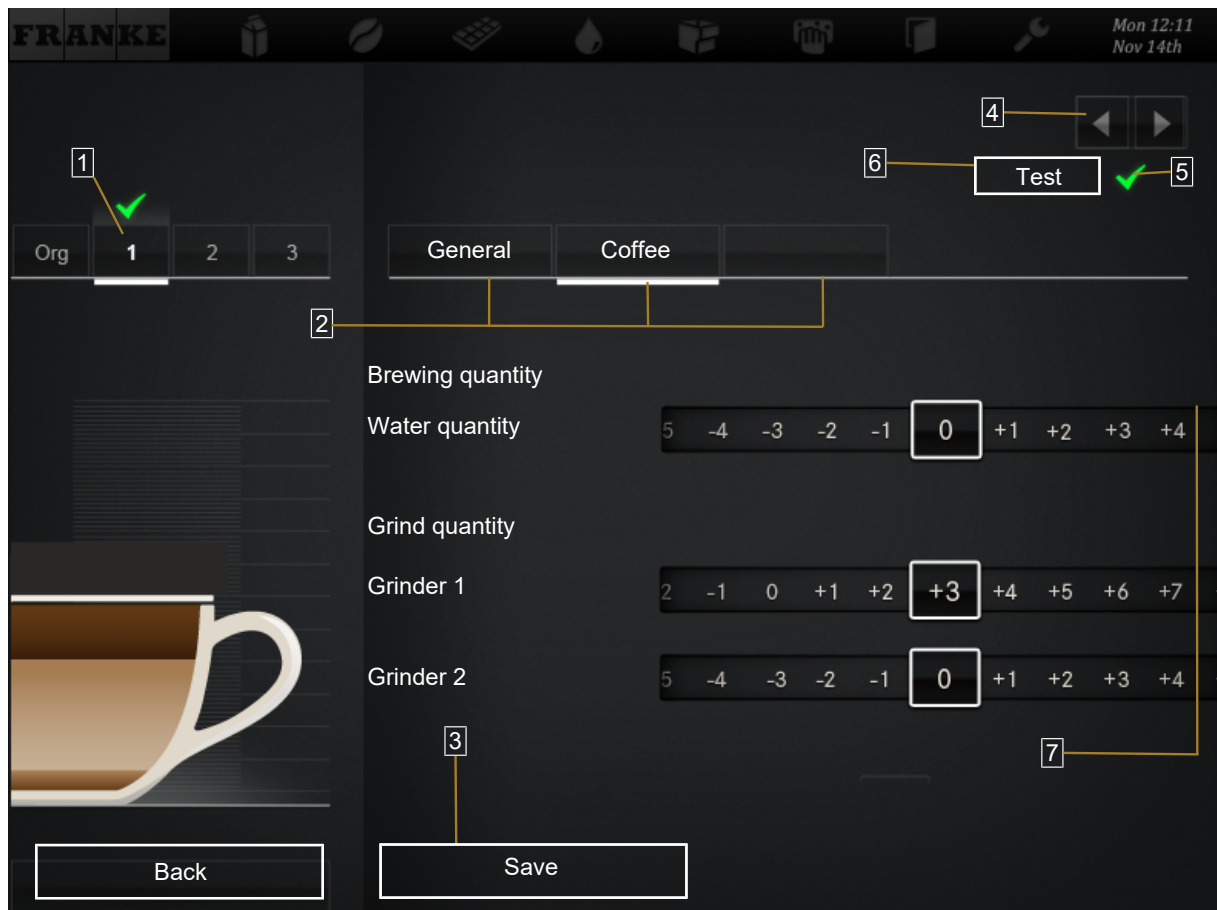 FRANKE
Mon 12:11
Nov 14th
4
1
6
Test
5
Org 1 2 3
General Coffee
2
Brewing quantity
Water quantity
5 -4 -3 -2 -1 0 +1 +2 +3 +4
Grind quantity
Grinder 1
2 -1 0 +1 +2 +3 +4 +5 +6 +7
Grinder 2
5 -4 -3 -2 -1 0 +1 +2 +3 +4
3
7
Back
Save